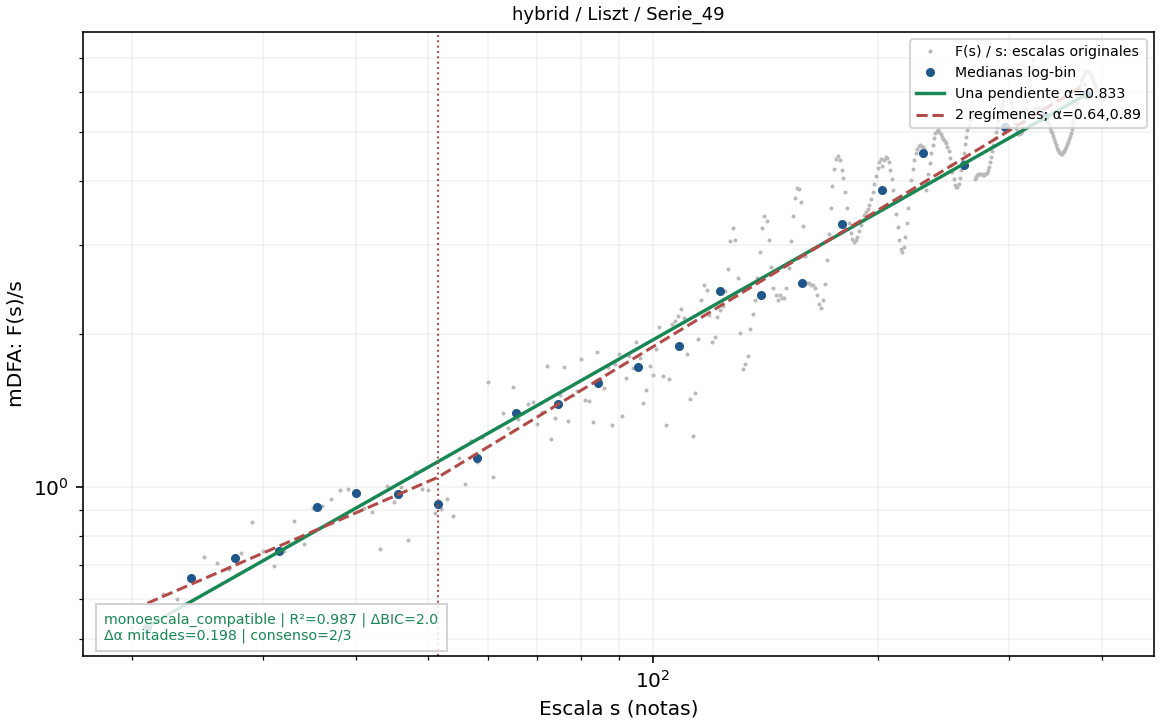 hybrid / Liszt / Serie_49
F(s) / s: escalas originales
Medianas log-bin
Una pendiente α=0.833
2 regímenes: α=0.64,0.89
mDFA: F(s)/s
10⁰
monoescala_compatible | R²=0.987 | ΔBIC=2.0
Δα mitades=0.198 | consenso=2/3
10²
Escala s (notas)